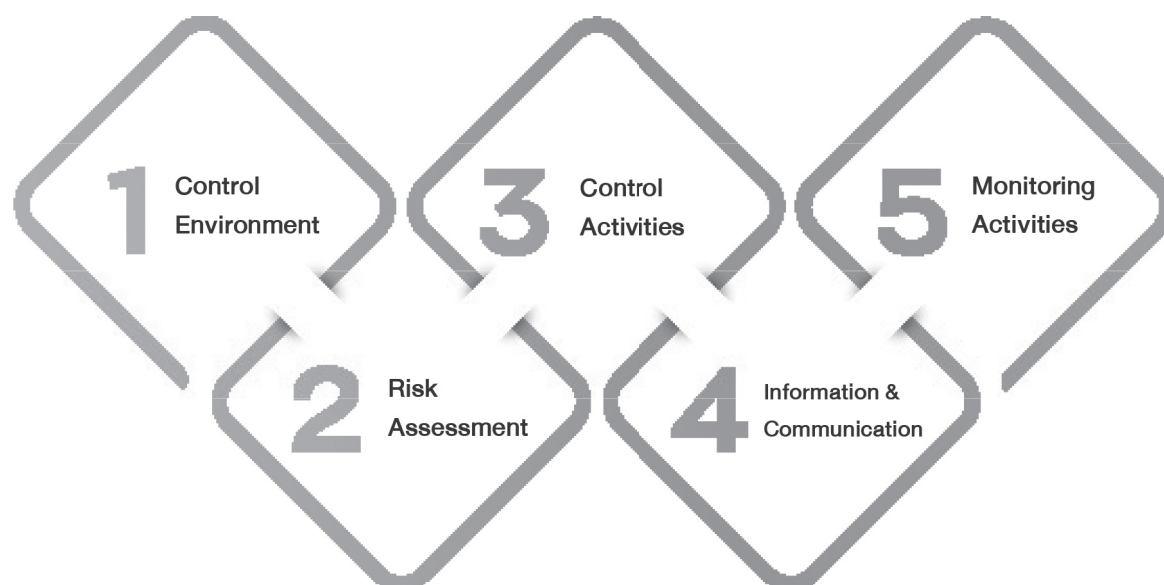 1
Control
Environment
2
Risk
Assessment
3
Control
Activities
4
Information &
Communication
5
Monitoring
Activities